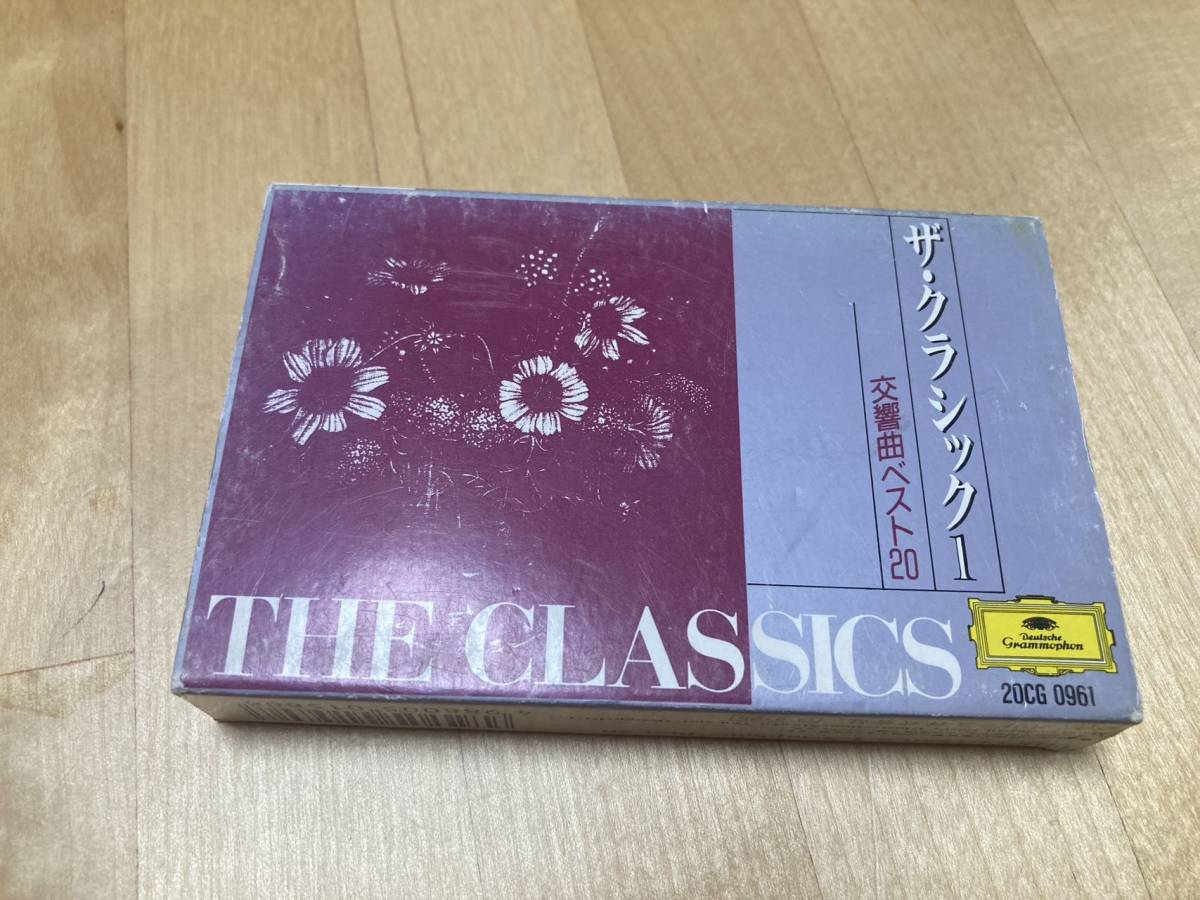 ザ・クラシック1
交響曲ベスト20
THE CLASSICS
Deutsche
Grammophon
20CG 0961